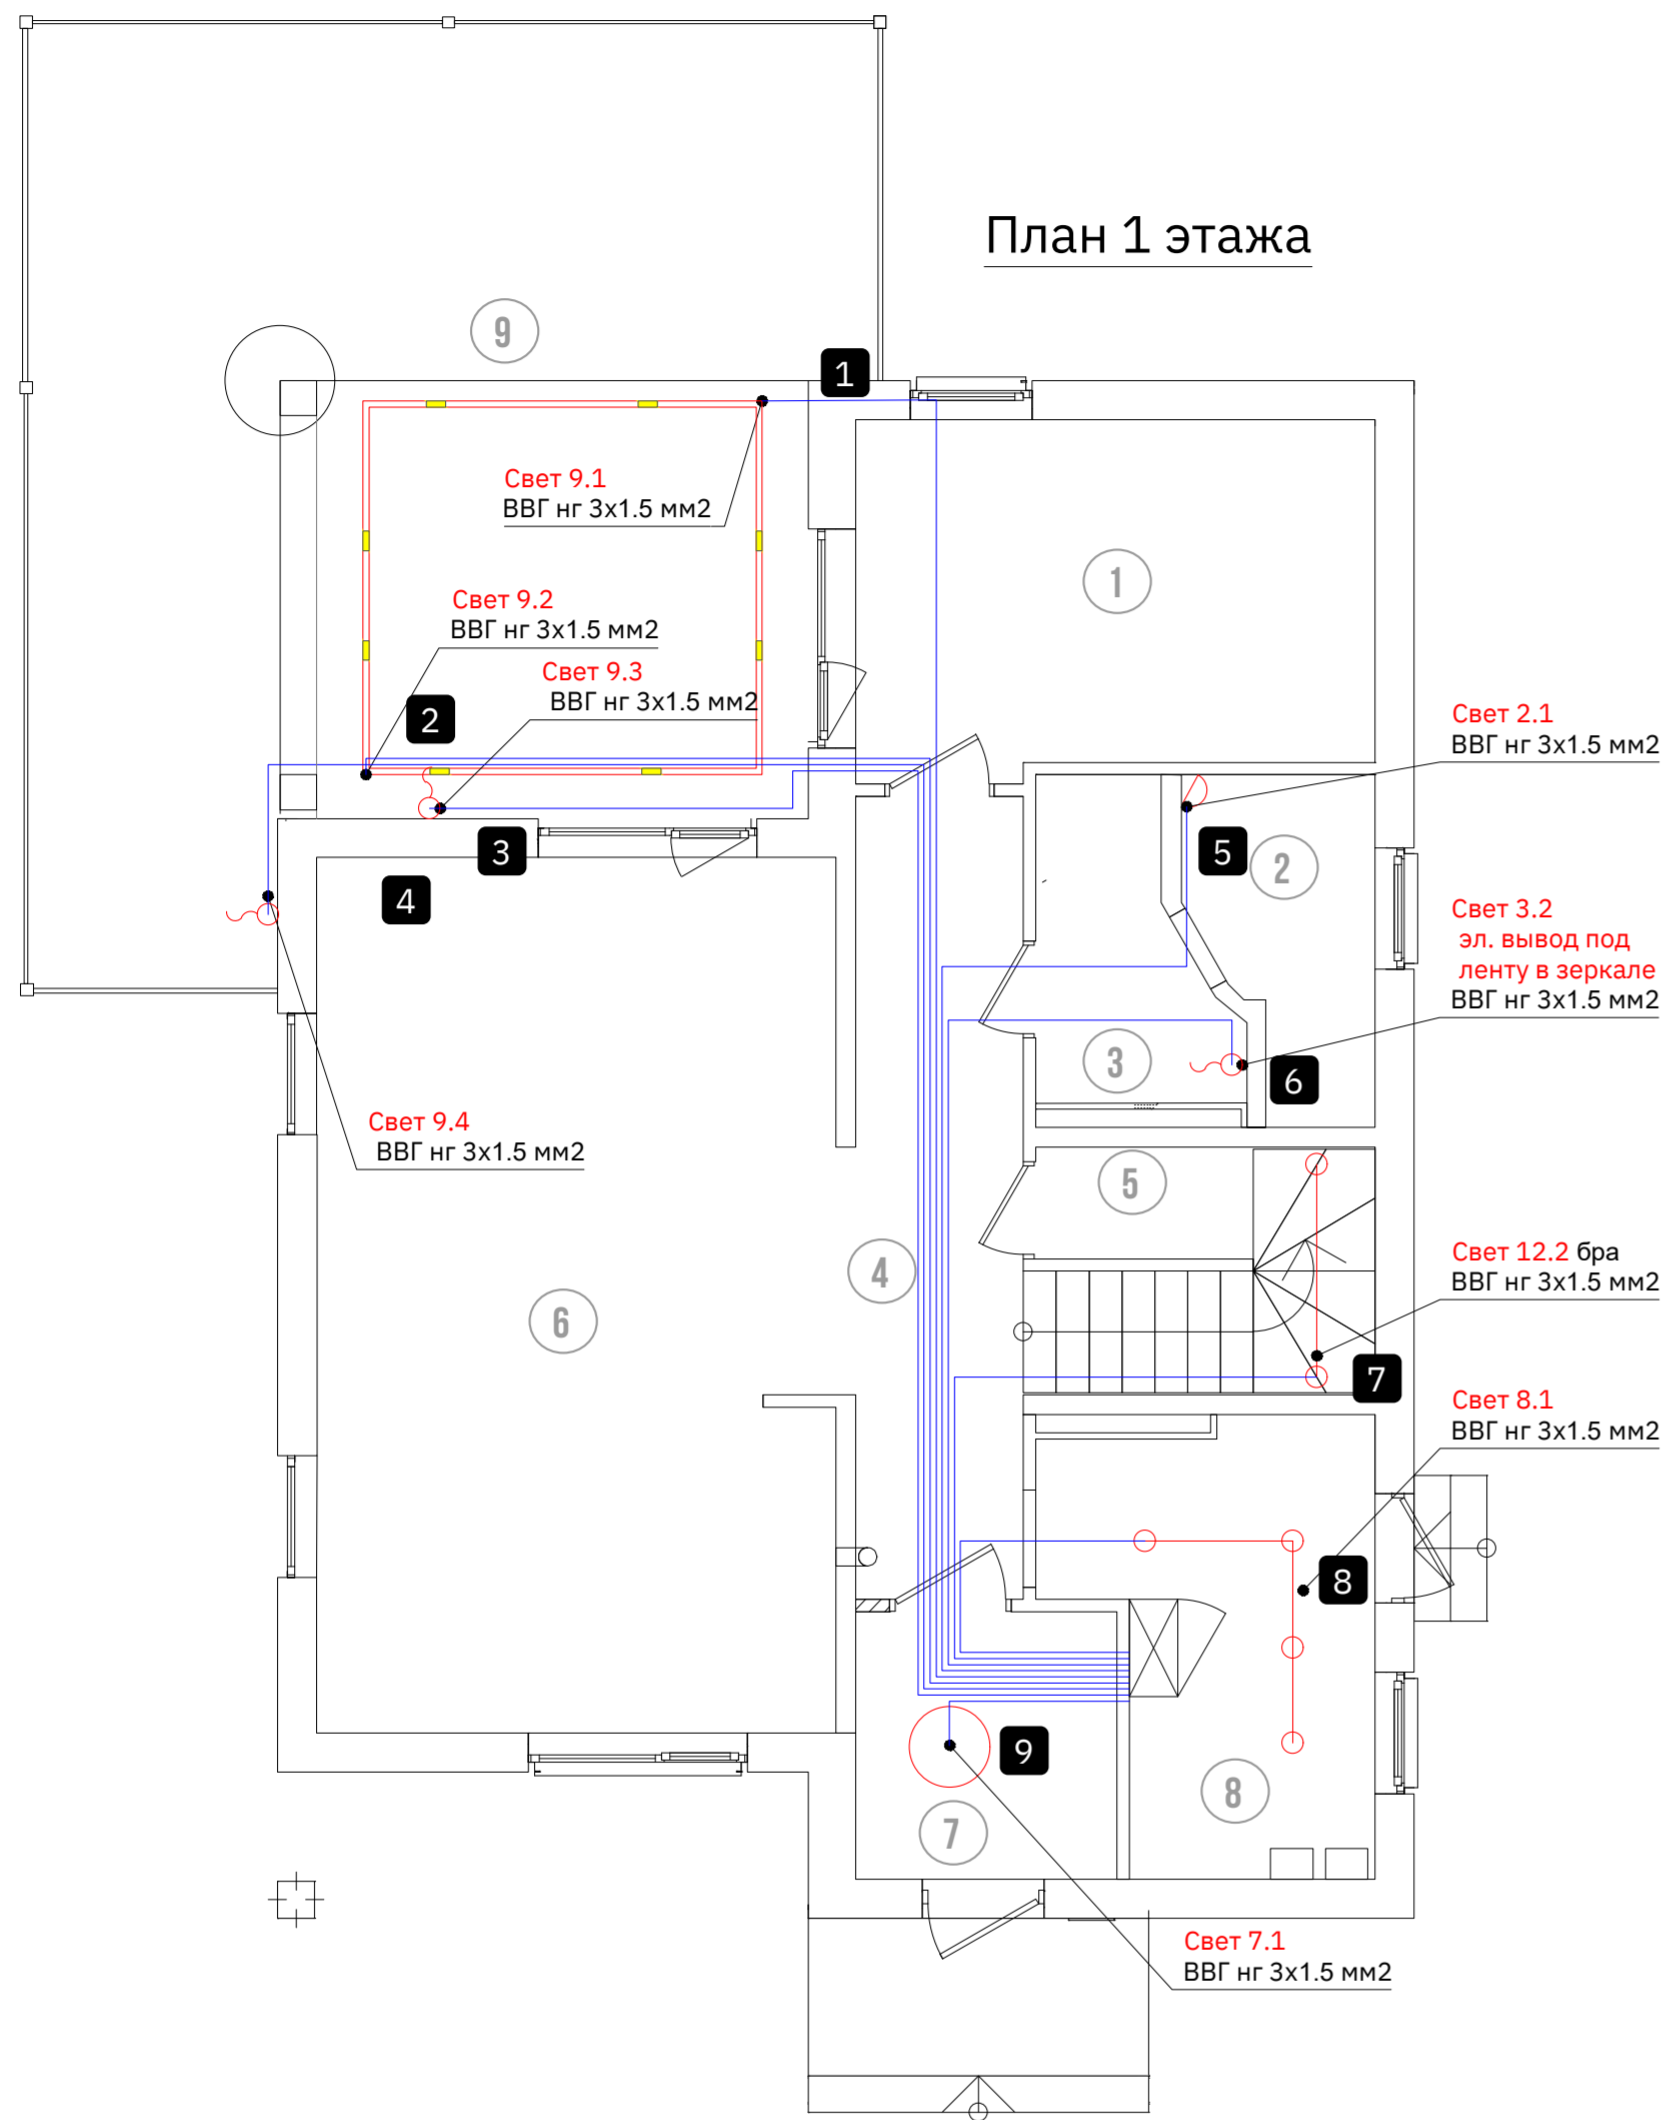 План 1 этажа
9
1
Свет 9.1
ВВГ нг 3х1.5 мм2
1
Свет 9.2
ВВГ нг 3х1.5 мм2
Свет 9.3
ВВГ нг 3х1.5 мм2
2
Свет 2.1
ВВГ нг 3х1.5 мм2
3
5
2
4
Свет 3.2
эл. вывод под
ленту в зеркале
ВВГ нг 3х1.5 мм2
3
6
Свет 9.4
ВВГ нг 3х1.5 мм2
5
4
6
Свет 12.2 бра
ВВГ нг 3х1.5 мм2
7
Свет 8.1
ВВГ нг 3х1.5 мм2
8
9
8
7
Свет 7.1
ВВГ нг 3х1.5 мм2